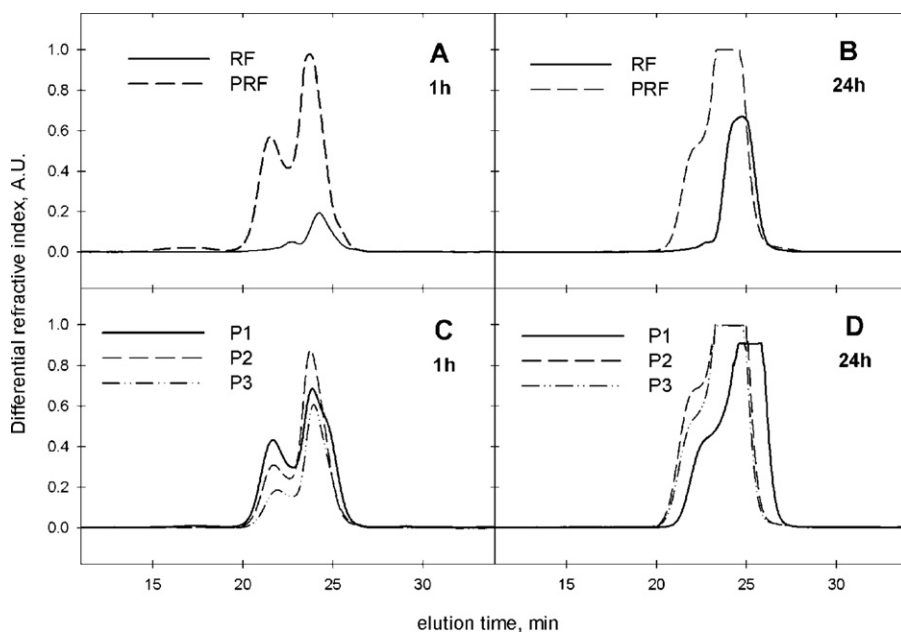 Differential refractive index, A.U.
1.0
0.8
0.6
0.4
0.2
0.0
RF
PRF
A
1h
RF
PRF
B
24h
1.0
0.8
0.6
0.4
0.2
0.0
P1
P2
P3
C
1h
P1
P2
P3
D
24h
15 20 25 30 15 20 25 30
elution time, min